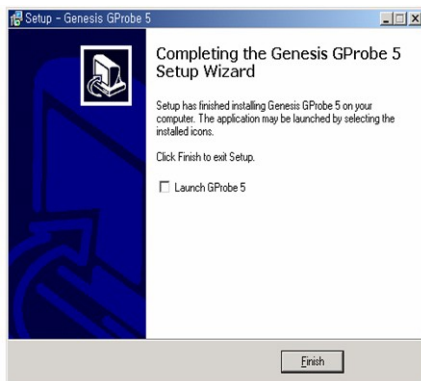 Setup - Genesis GProbe 5
Completing the Genesis GProbe 5
Setup Wizard
Setup has finished installing Genesis GProbe 5 on your
computer. The application may be launched by selecting the
installed icons.
Click Finish to exit Setup.
Launch GProbe 5
Finish